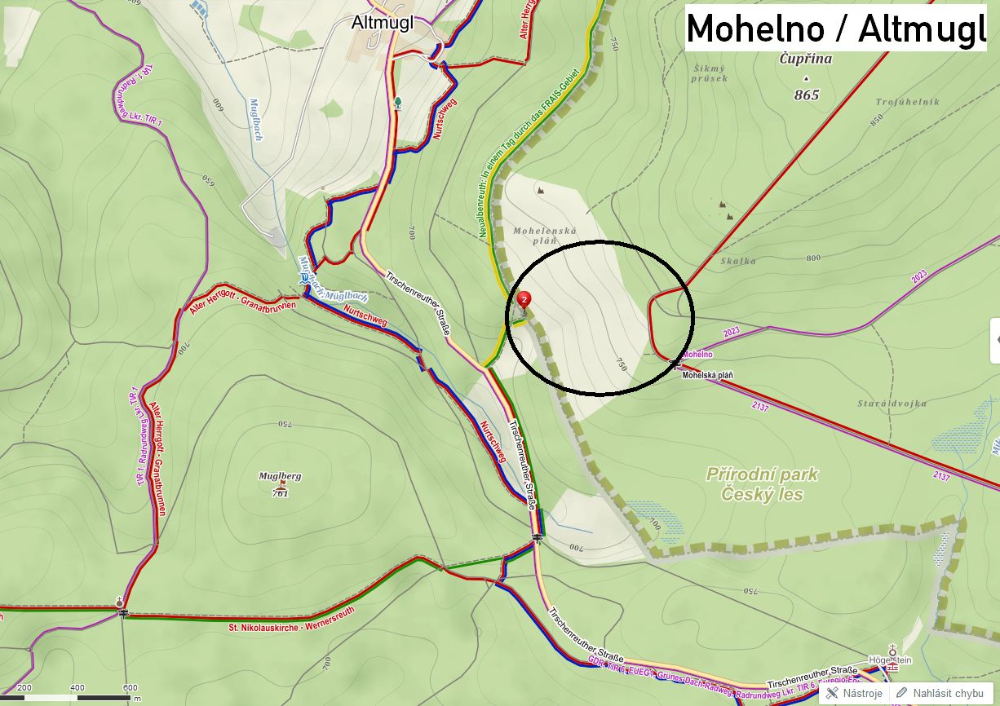 Mohelno / Altmugl
Altmugl
Alter Herrg
Čupřina
865
Šikmý
průsek
Trojúhelník
850
750
TIR 1, Radrundweg Lkr. TIR 1
600
Muglbach
Nurtschweg
Neualbenreuth: In einem Tag durch das FRAIS-Gebiet
650
700
Mohelenská
pláň
Skalka
800
2023
2023
Muglbach, Müglbach
Tirschenreuther Straße
2
Alter Herrgott - Granatbrunnen
Nurtschweg
700
750
Mohelno
Mohelská pláň
2137
Staráldvojka
TIR 1, Radrundweg Lkr. TIR 1
Alter Herrgott - Granatbrunnen
750
Nurtschweg
Tirschenreuther Straße
Muglberg
761
Přírodní park
Český les
2137
700
700
750
St. Nikolauskirche - Wernersreuth
Tirschenreuther Straße
700
GDR, TIR 6, EUEG1, Grünes-Dach-Radweg, Radrundweg Lkr. TIR 6, Euregio-Eg
Tirschenreuther Straße
Högelstein
200 400 600
m
Nástroje
Nahlásit chybu